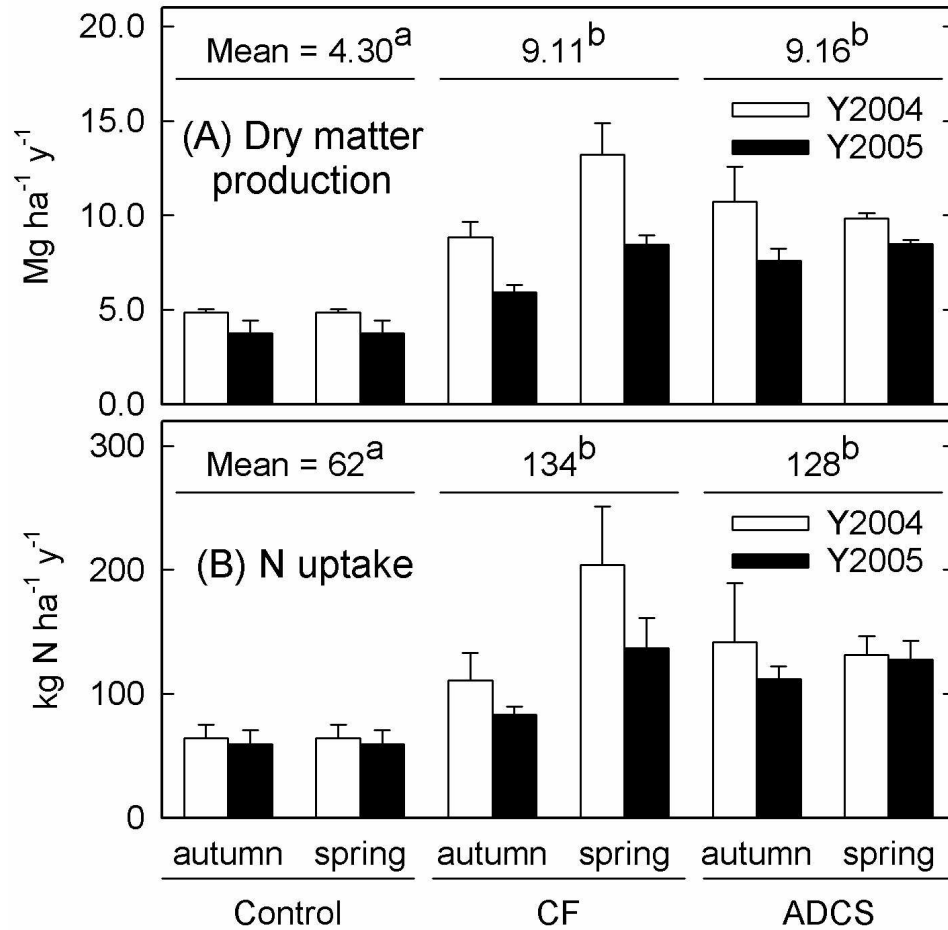 20.0
Mean = 4.30a 9.11b 9.16b
Y2004
15.0
(A) Dry matter
production
Y2005
Mg ha-1 y-1
10.0
5.0
0.0
300
Mean = 62a 134b 128b
Y2004
Y2005
(B) N uptake
200
kg N ha-1 y-1
100
0
autumn spring autumn spring autumn spring
Control CF ADCS